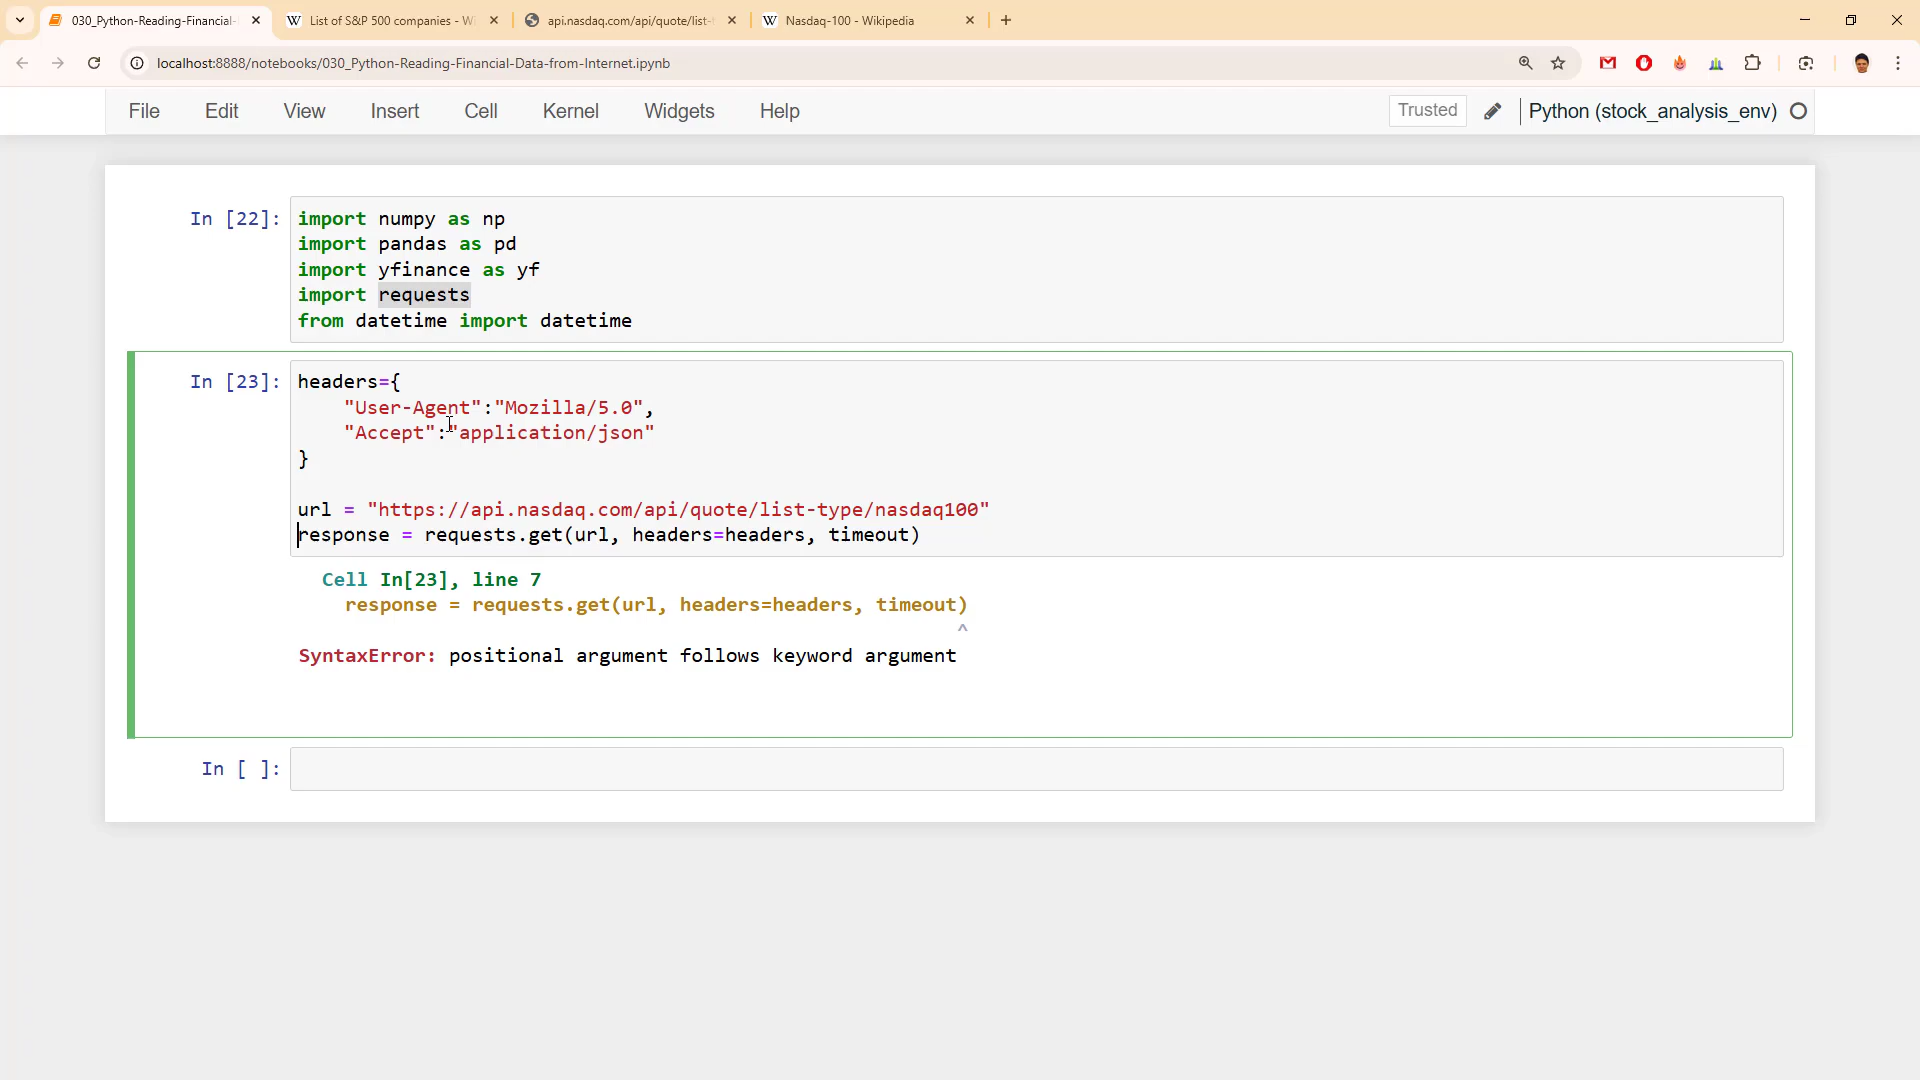 030_Python-Reading-Financial-
List of S&P 500 companies - Wi
api.nasdaq.com/api/quote/list-t
Nasdaq-100 - Wikipedia
localhost:8888/notebooks/030_Python-Reading-Financial-Data-from-Internet.ipynb
File Edit View Insert Cell Kernel Widgets Help Trusted Python (stock_analysis_env)
In [22]: import numpy as np
import pandas as pd
import yfinance as yf
import requests
from datetime import datetime
In [23]: headers={
"User-Agent":"Mozilla/5.0",
"Accept":"application/json"
}
url = "https://api.nasdaq.com/api/quote/list-type/nasdaq100"
response = requests.get(url, headers=headers, timeout)
Cell In[23], line 7
response = requests.get(url, headers=headers, timeout)
^
SyntaxError: positional argument follows keyword argument
In [ ]: